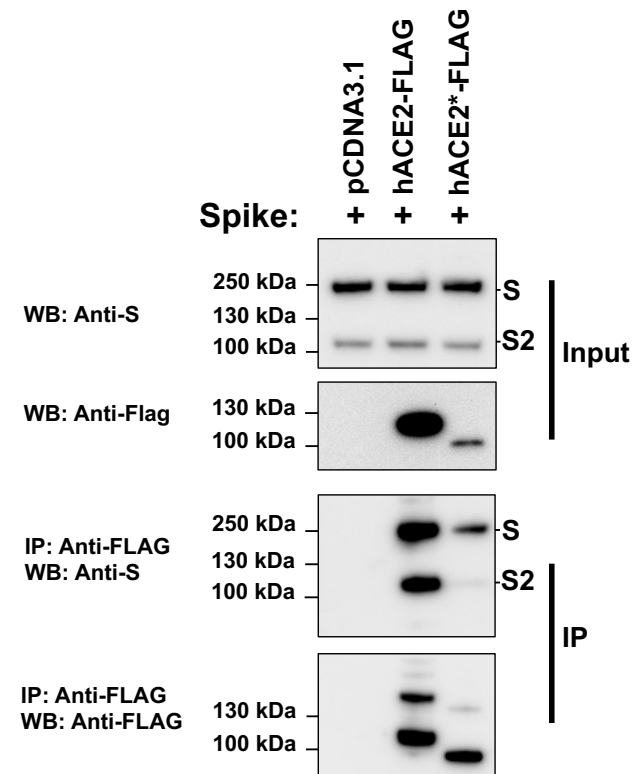 pCDNA3.1
hACE2-FLAG
hACE2*-FLAG
Spike: + + +
WB: Anti-S
250 kDa
130 kDa
100 kDa
-S
-S2
WB: Anti-Flag
130 kDa
100 kDa
Input
IP: Anti-FLAG
WB: Anti-S
250 kDa
130 kDa
100 kDa
-S
-S2
IP: Anti-FLAG
WB: Anti-FLAG
130 kDa
100 kDa
IP